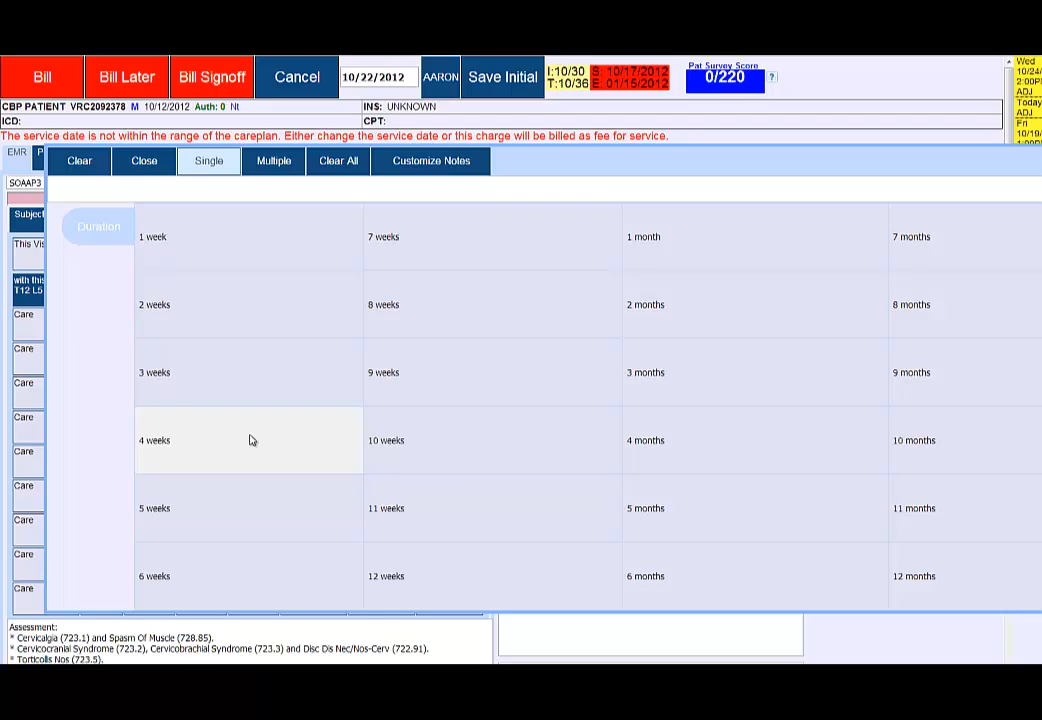 Bill Bill Later Bill Signoff Cancel 10/22/2012 AARON Save Initial I:10/30 S: 10/17/2012 Pat Survey Score
T:10/36 E: 01/15/2012 0/220 ?
Wed
10/24/
2:00P
ADJ
Today
ADJ
Fri
10/19/
CBP PATIENT VRC2092378 M 10/12/2012 Auth: 0 Nt INS: UNKNOWN
ICD: CPT:
The service date is not within the range of the careplan. Either change the service date or this charge will be billed as fee for service.
EMR P
Clear Close Single Multiple Clear All Customize Notes
SOAAP3
Subject
This Vis
with this
T12 L5
Care
Care
Care
Care
Care
Care
Care
Care
Care
Duration
1 week 7 weeks 1 month 7 months
2 weeks 8 weeks 2 months 8 months
3 weeks 9 weeks 3 months 9 months
4 weeks 10 weeks 4 months 10 months
5 weeks 11 weeks 5 months 11 months
6 weeks 12 weeks 6 months 12 months
Assessment:
* Cervicalgia (723.1) and Spasm Of Muscle (728.85).
* Cervicocranial Syndrome (723.2), Cervicobrachial Syndrome (723.3) and Disc Dis Nec/Nos-Cerv (722.91).
* Torticolis Nos (723.5).